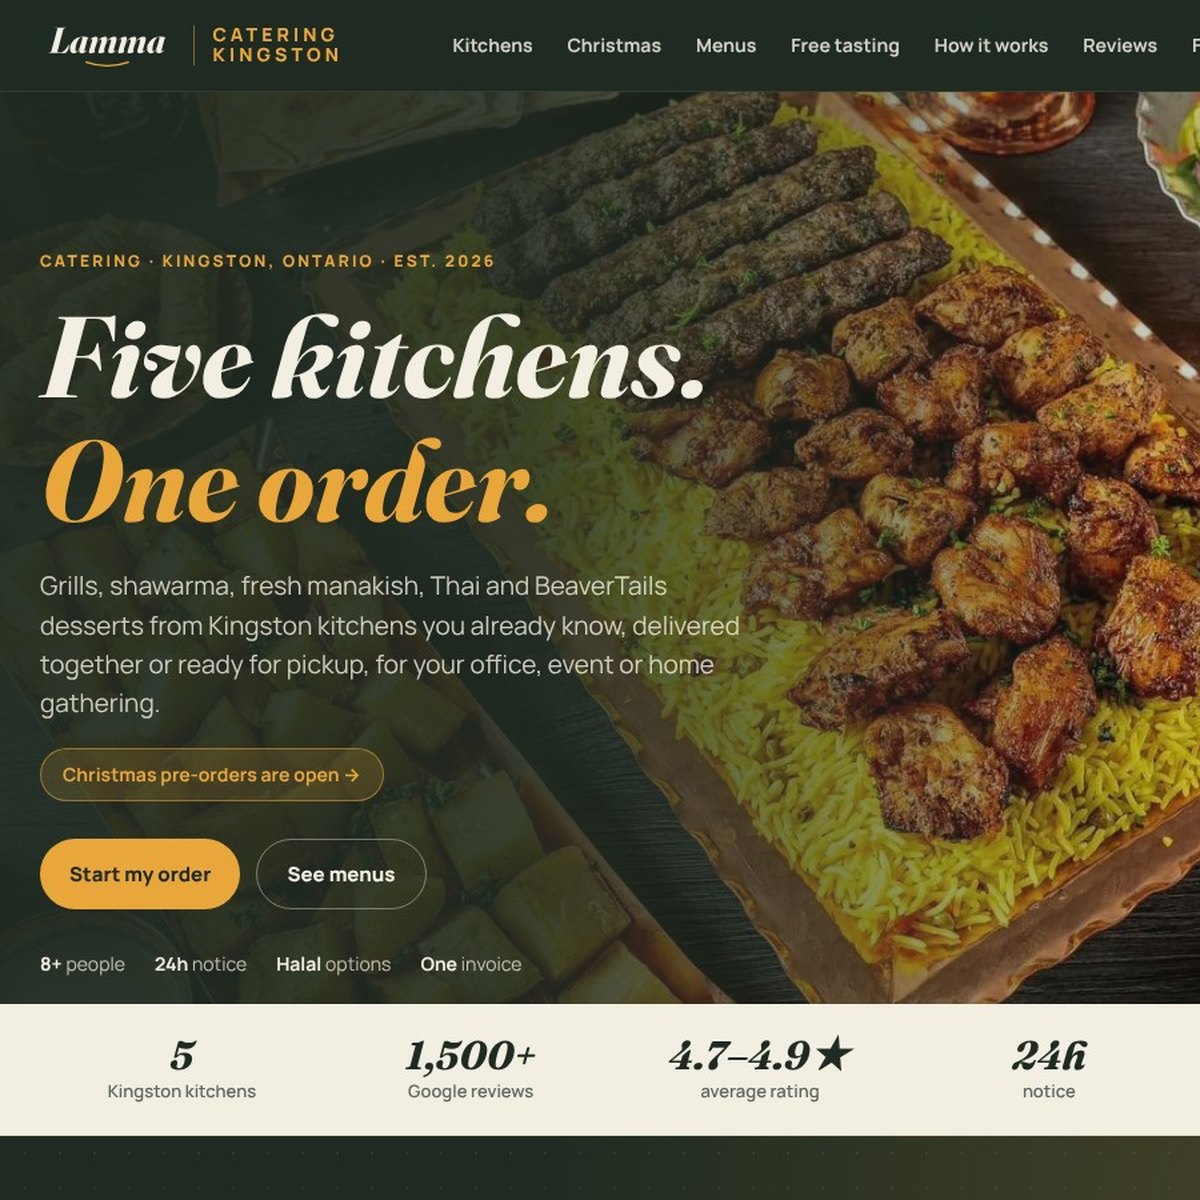 Lamma
CATERING
KINGSTON
Kitchens Christmas Menus Free tasting How it works Reviews F
CATERING · KINGSTON, ONTARIO · EST. 2026
Five kitchens.
One order.
Grills, shawarma, fresh manakish, Thai and BeaverTails
desserts from Kingston kitchens you already know, delivered
together or ready for pickup, for your office, event or home
gathering.
Christmas pre-orders are open →
Start my order See menus
8+ people 24h notice Halal options One invoice
5 1,500+ 4.7–4.9★ 24h
Kingston kitchens Google reviews average rating notice